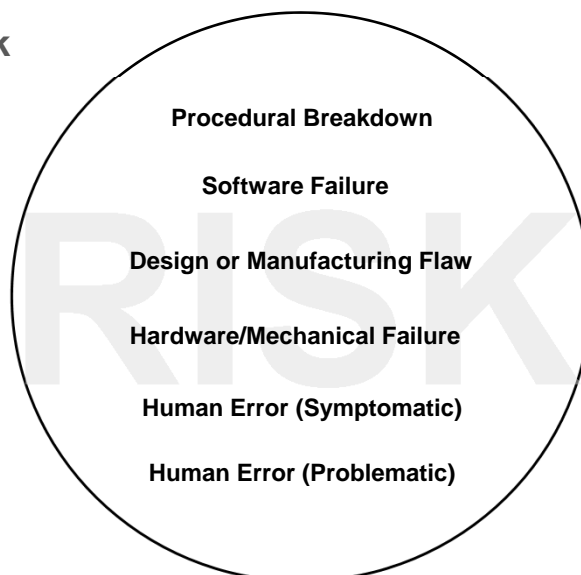 k
Procedural Breakdown
Software Failure
RISK
Design or Manufacturing Flaw
Hardware/Mechanical Failure
Human Error (Symptomatic)
Human Error (Problematic)